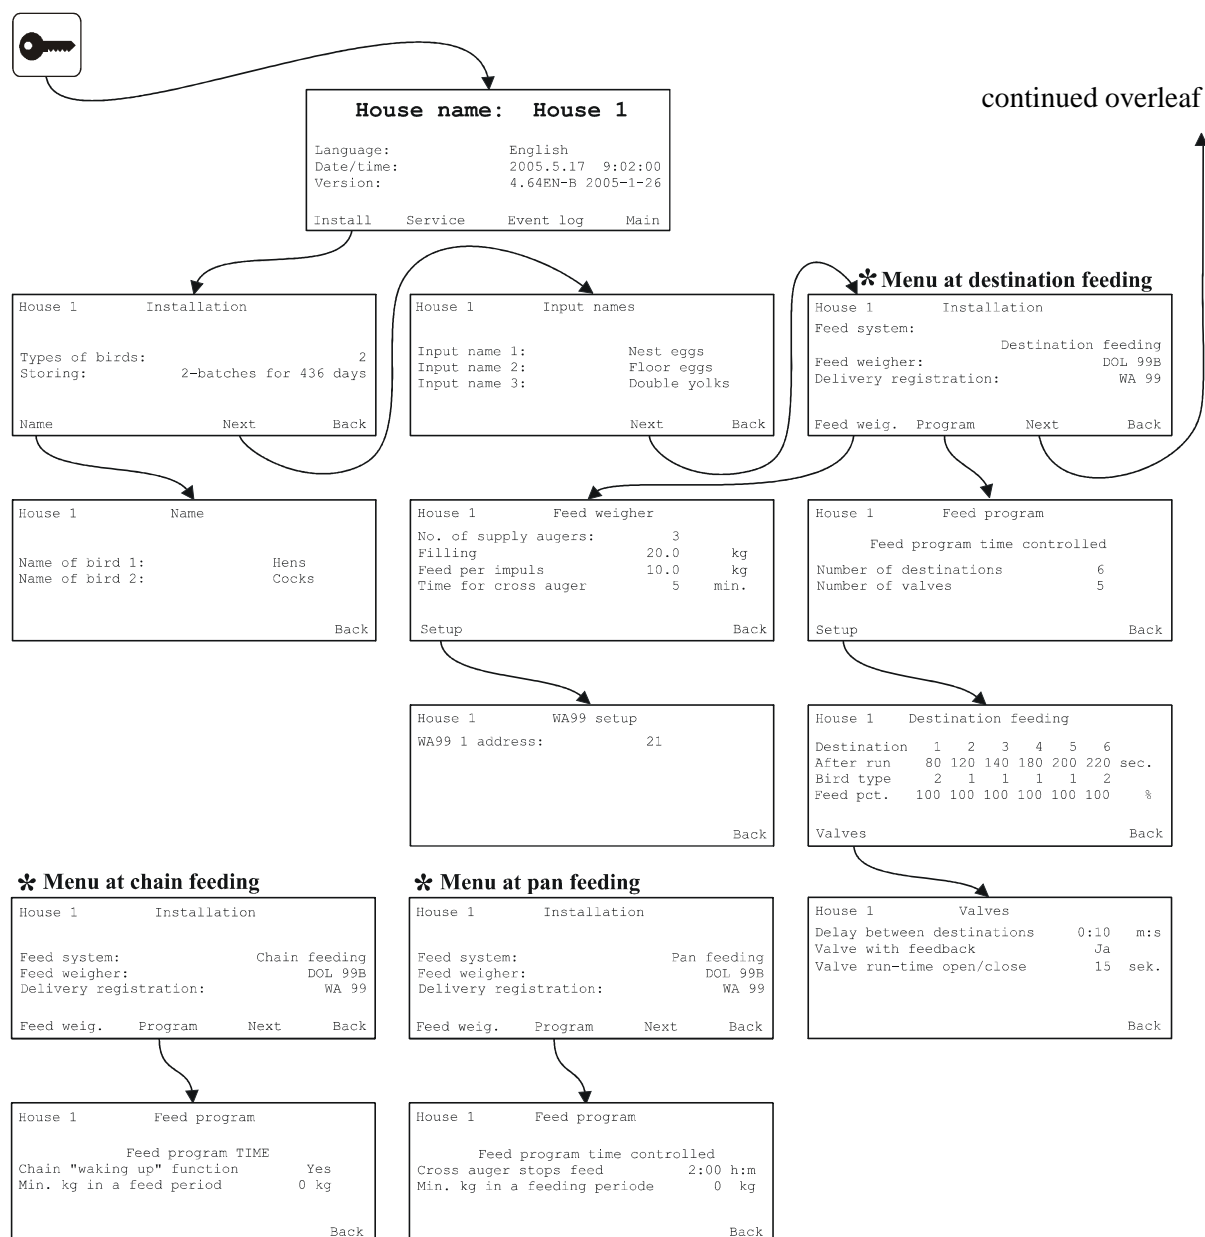 House name: House 1
Language: English
Date/time: 2005.5.17 9:02:00
Version: 4.64EN-B 2005-1-26
Install Service Event log Main
continued overleaf
House 1 Installation
Types of birds: 2
Storing: 2-batches for 436 days
Name Next Back
House 1 Input names
Input name 1: Nest eggs
Input name 2: Floor eggs
Input name 3: Double yolks
Next Back
* Menu at destination feeding
House 1 Installation
Feed system:
Destination feeding
Feed weigher: DOL 99B
Delivery registration: WA 99
Feed weig. Program Next Back
House 1 Name
Name of bird 1: Hens
Name of bird 2: Cocks
Back
House 1 Feed weigher
No. of supply augers: 3
Filling 20.0 kg
Feed per impuls 10.0 kg
Time for cross auger 5 min.
Setup Back
House 1 Feed program
Feed program time controlled
Number of destinations 6
Number of valves 5
Setup Back
House 1 WA99 setup
WA99 1 address: 21
Back
House 1 Destination feeding
Destination 1 2 3 4 5 6
After run 80 120 140 180 200 220 sec.
Bird type 2 1 1 1 1 2
Feed pct. 100 100 100 100 100 100 %
Valves Back
* Menu at chain feeding
House 1 Installation
Feed system: Chain feeding
Feed weigher: DOL 99B
Delivery registration: WA 99
Feed weig. Program Next Back
* Menu at pan feeding
House 1 Installation
Feed system: Pan feeding
Feed weigher: DOL 99B
Delivery registration: WA 99
Feed weig. Program Next Back
House 1 Valves
Delay between destinations 0:10 m:s
Valve with feedback Ja
Valve run-time open/close 15 sek.
Back
House 1 Feed program
Feed program TIME
Chain "waking up" function Yes
Min. kg in a feed period 0 kg
Back
House 1 Feed program
Feed program time controlled
Cross auger stops feed 2:00 h:m
Min. kg in a feeding periode 0 kg
Back